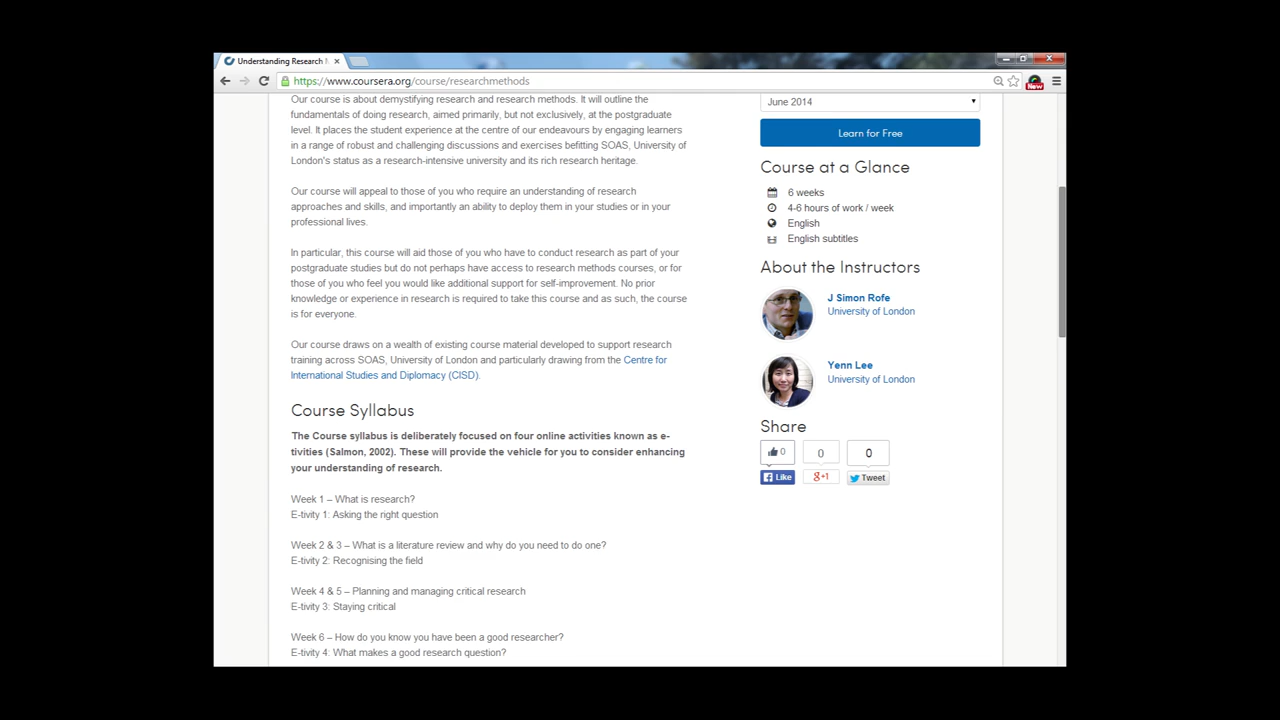 Understanding Research M
https://www.coursera.org/course/researchmethods
New
Our course is about demystifying research and research methods. It will outline the
fundamentals of doing research, aimed primarily, but not exclusively, at the postgraduate
level. It places the student experience at the centre of our endeavours by engaging learners
in a range of robust and challenging discussions and exercises befitting SOAS, University of
London's status as a research-intensive university and its rich research heritage.
Our course will appeal to those of you who require an understanding of research
approaches and skills, and importantly an ability to deploy them in your studies or in your
professional lives.
In particular, this course will aid those of you who have to conduct research as part of your
postgraduate studies but do not perhaps have access to research methods courses, or for
those of you who feel you would like additional support for self-improvement. No prior
knowledge or experience in research is required to take this course and as such, the course
is for everyone.
Our course draws on a wealth of existing course material developed to support research
training across SOAS, University of London and particularly drawing from the Centre for
International Studies and Diplomacy (CISD).
Course Syllabus
The Course syllabus is deliberately focused on four online activities known as e-
tivities (Salmon, 2002). These will provide the vehicle for you to consider enhancing
your understanding of research.
Week 1 – What is research?
E-tivity 1: Asking the right question
Week 2 & 3 – What is a literature review and why do you need to do one?
E-tivity 2: Recognising the field
Week 4 & 5 – Planning and managing critical research
E-tivity 3: Staying critical
Week 6 – How do you know you have been a good researcher?
E-tivity 4: What makes a good research question?
June 2014
Learn for Free
Course at a Glance
6 weeks
4-6 hours of work / week
English
English subtitles
About the Instructors
J Simon Rofe
University of London
Yenn Lee
University of London
Share
0 0 0
Like g+1 Tweet